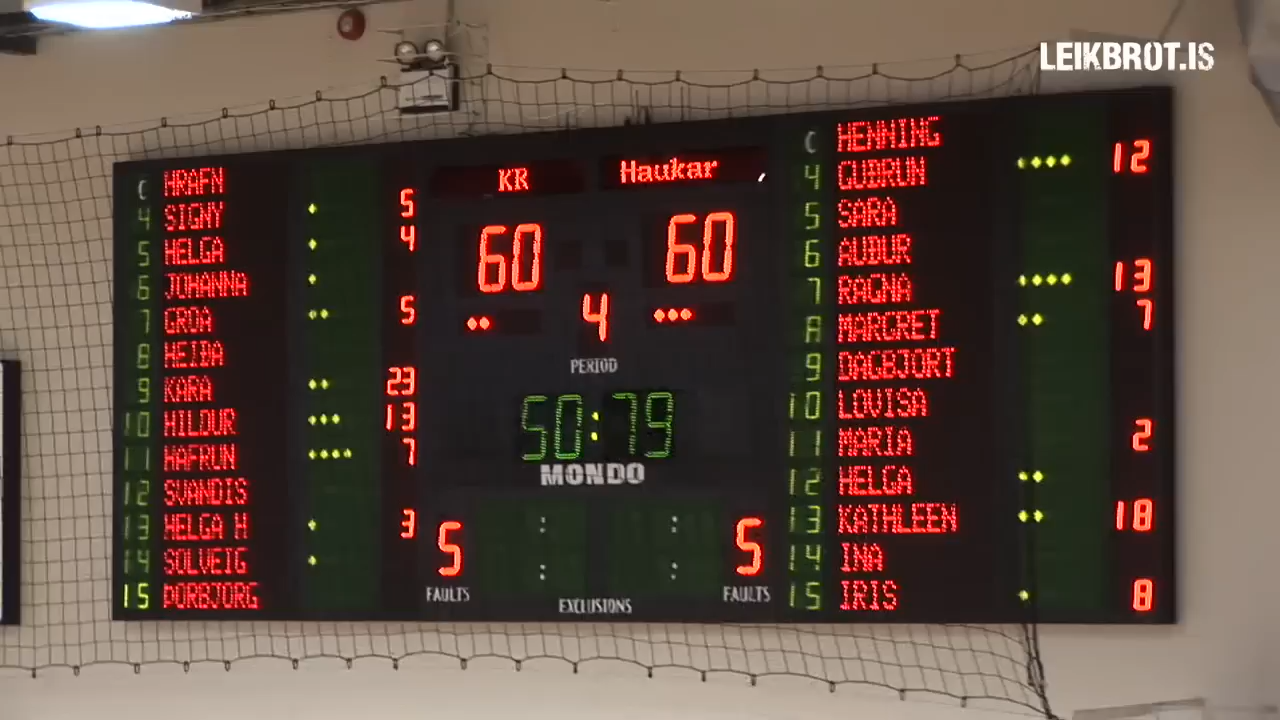 LEIKBROT.IS
KR Haukar
60 60
4
PERIOD
50:79
MONDO
5 : : 5
FAULTS : : FAULTS
EXCLUSIONS
C HRAFN
4 SIGNY 5
5 HELGA 4
6 JOHANNA
7 GROA 5
8 HEIÐA
9 KARA 23
10 HILDUR 13
11 HAFRUN 7
12 SVANDIS
13 HELGA H 3
14 SOLVEIG
15 ÞORBJORG
C HENNING
4 GUÐRUN 12
5 SARA
6 AUÐUR
7 RAGNA 13
8 MARGRET 7
9 DAGBJORT
10 LOVISA
11 MARIA 2
12 HELGA
13 KATHLEEN 18
14 INA
15 IRIS 8